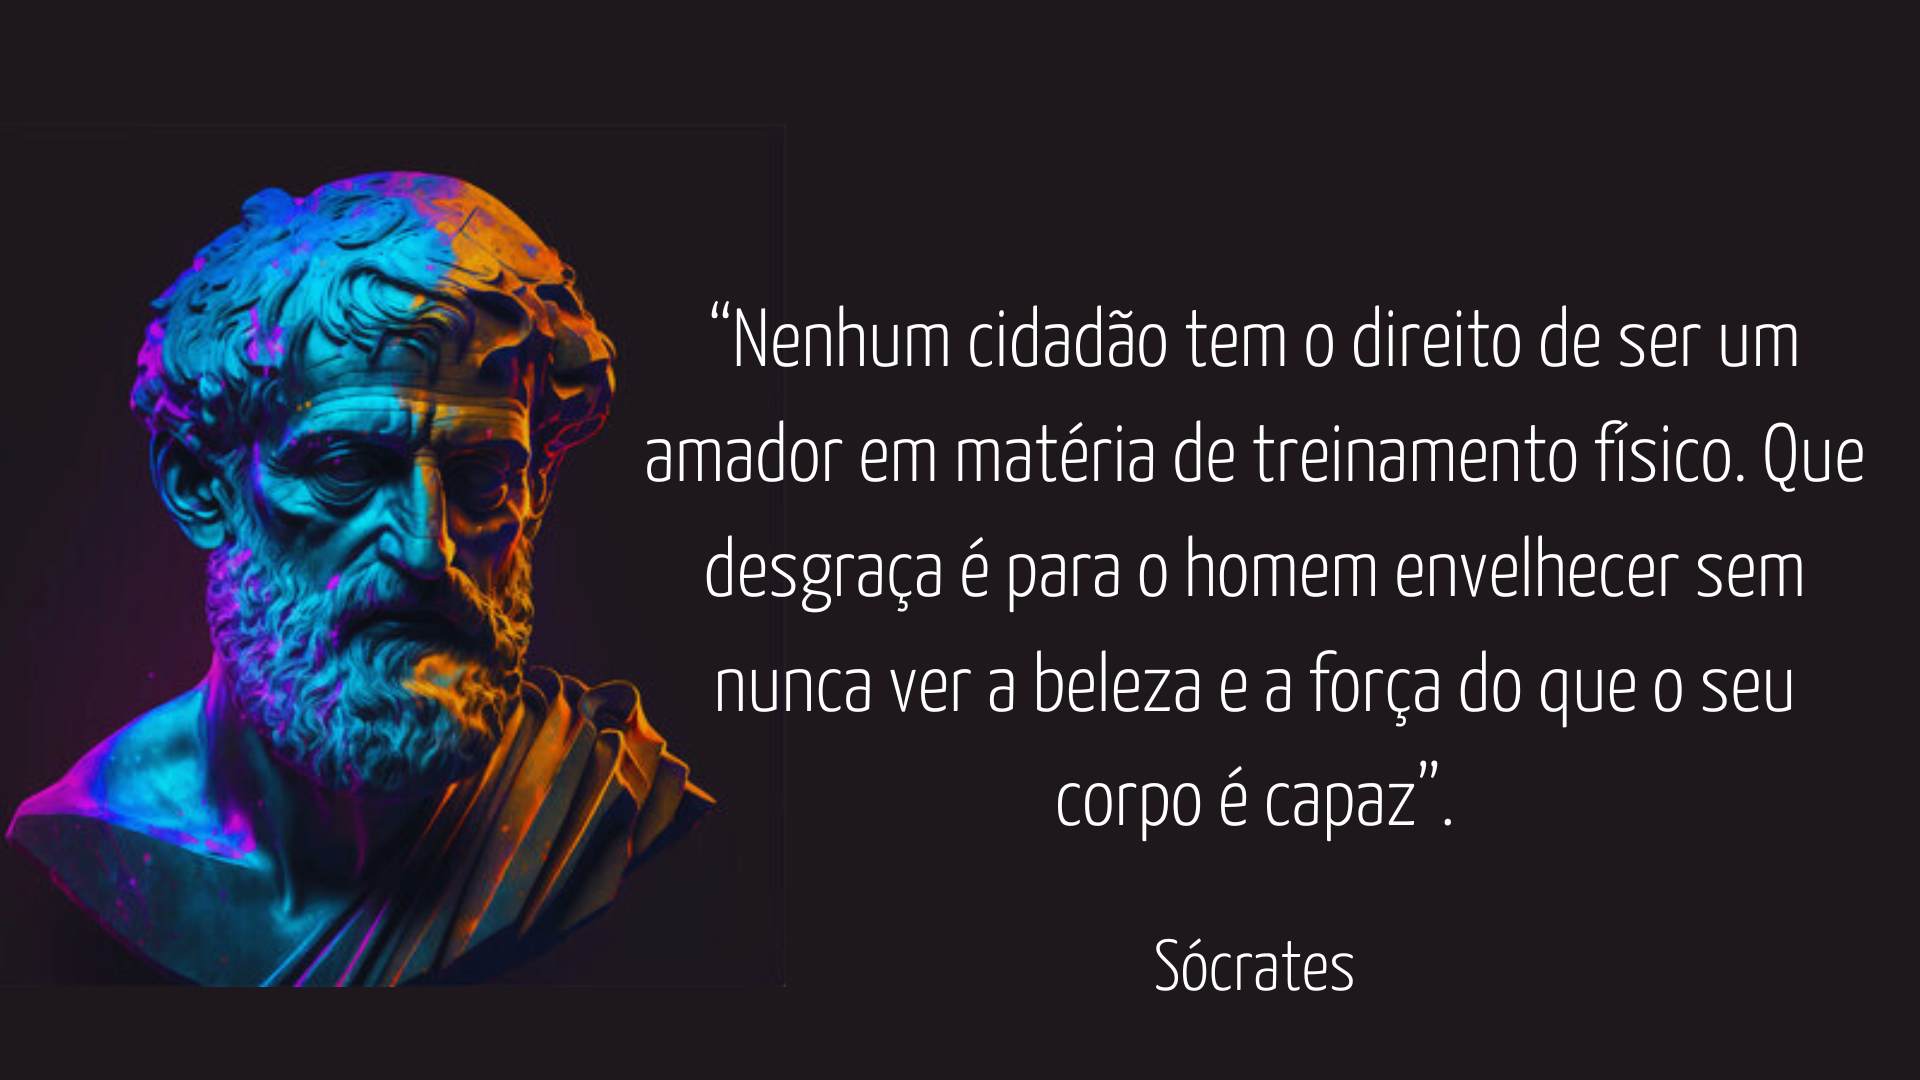 “Nenhum cidadão tem o direito de ser um
amador em matéria de treinamento físico. Que
desgraça é para o homem envelhecer sem
nunca ver a beleza e a força do que o seu
corpo é capaz”.
Sócrates